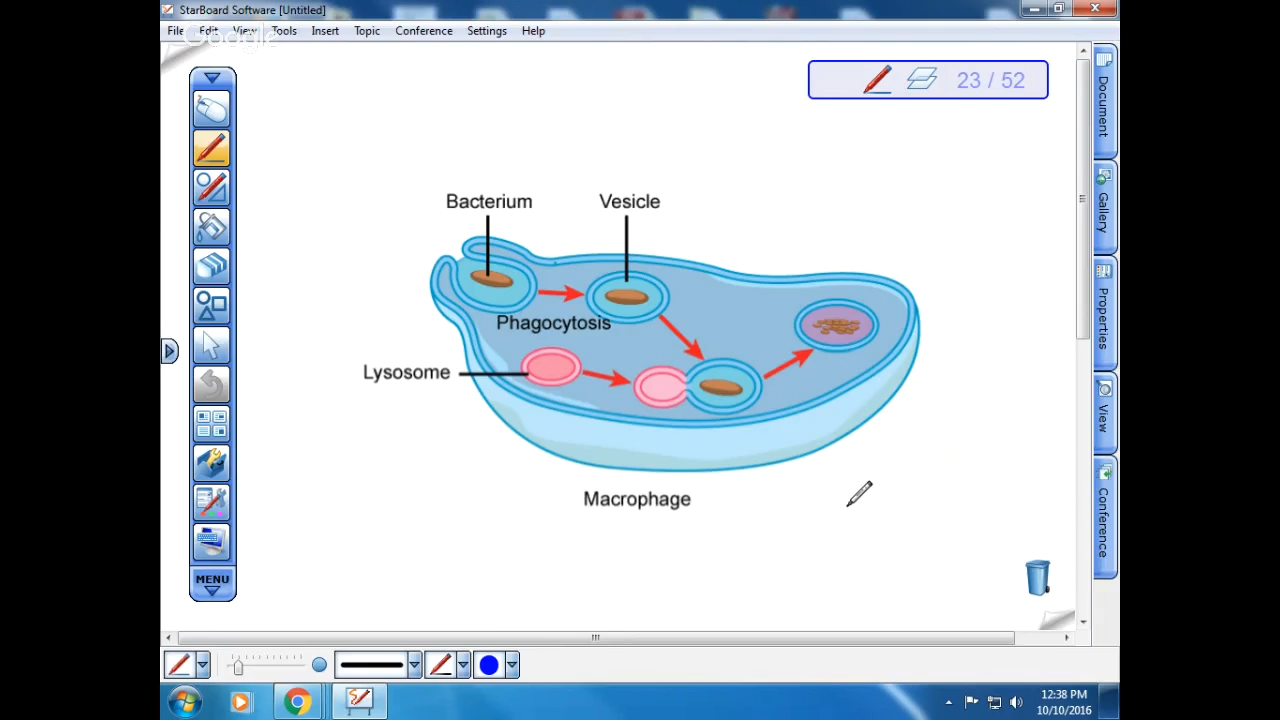 StarBoard Software [Untitled]
File Edit View Tools Insert Topic Conference Settings Help
Google
23 / 52
Document
Gallery
Properties
View
Conference
Bacterium
Vesicle
Phagocytosis
Lysosome
Macrophage
MENU
12:38 PM
10/10/2016